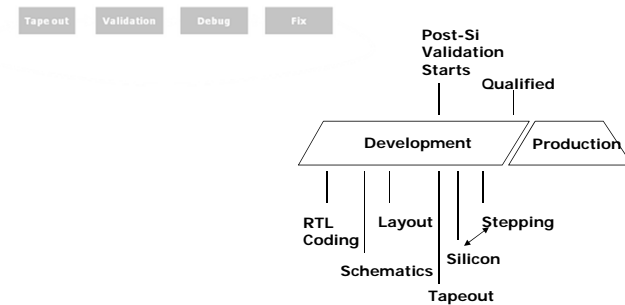 Tape out Validation Debug Fix
Post-Si
Validation
Starts
Qualified
Development
Production
RTL
Coding
Layout
Stepping
Schematics
Silicon
Tapeout